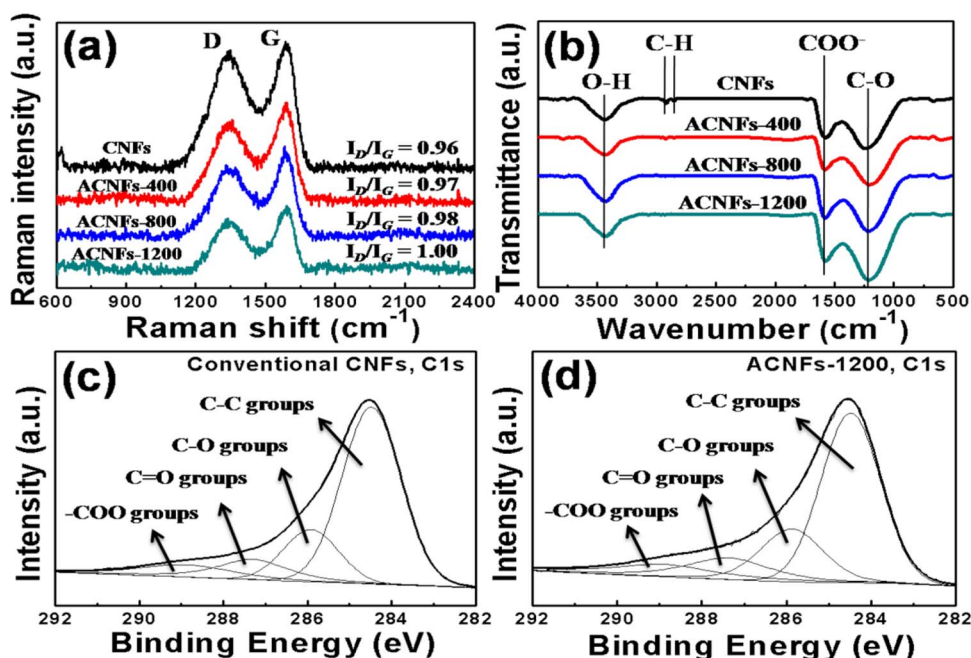 (a)
D
G
CNFs
I_D/I_G = 0.96
ACNFs-400
I_D/I_G = 0.97
ACNFs-800
I_D/I_G = 0.98
ACNFs-1200
I_D/I_G = 1.00
Raman intensity (a.u.)
600 900 1200 1500 1800 2100 2400
Raman shift (cm⁻¹)
(b)
C-H
COO⁻
O-H
C-O
CNFs
ACNFs-400
ACNFs-800
ACNFs-1200
Transmittance (a.u.)
4000 3500 3000 2000 1500 1000 500
Wavenumber (cm⁻¹)
(c)
Conventional CNFs, C1s
C-C groups
C-O groups
C=O groups
-COO groups
Intensity (a.u.)
292 290 288 286 284 282
Binding Energy (eV)
(d)
ACNFs-1200, C1s
C-C groups
C-O groups
C=O groups
-COO groups
Intensity (a.u.)
292 290 288 286 284 282
Binding Energy (eV)